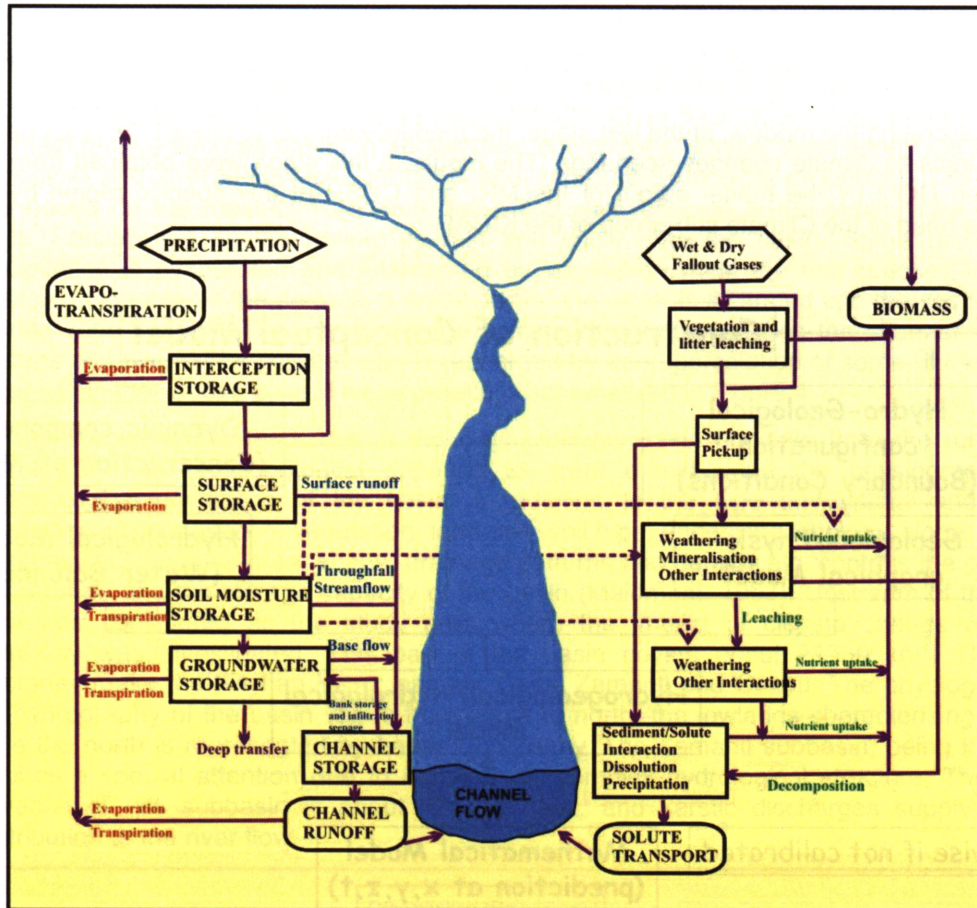 PRECIPITATION
EVAPO-
TRANSPIRATION
Evaporation
INTERCEPTION
STORAGE
SURFACE
STORAGE
Evaporation
Surface runoff
Throughfall
Streamflow
Evaporation
Transpiration
SOIL MOISTURE
STORAGE
Base flow
Evaporation
Transpiration
GROUNDWATER
STORAGE
Bank storage
and infiltration
seepage
Deep transfer
CHANNEL
STORAGE
Evaporation
Transpiration
CHANNEL
RUNOFF
CHANNEL
FLOW
Wet & Dry
Fallout Gases
BIOMASS
Vegetation and
litter leaching
Surface
Pickup
Weathering
Mineralisation
Other Interactions
Nutrient uptake
Leaching
Weathering
Other Interactions
Nutrient uptake
Sediment/Solute
Interaction
Dissolution
Precipitation
Nutrient uptake
Decomposition
SOLUTE
TRANSPORT